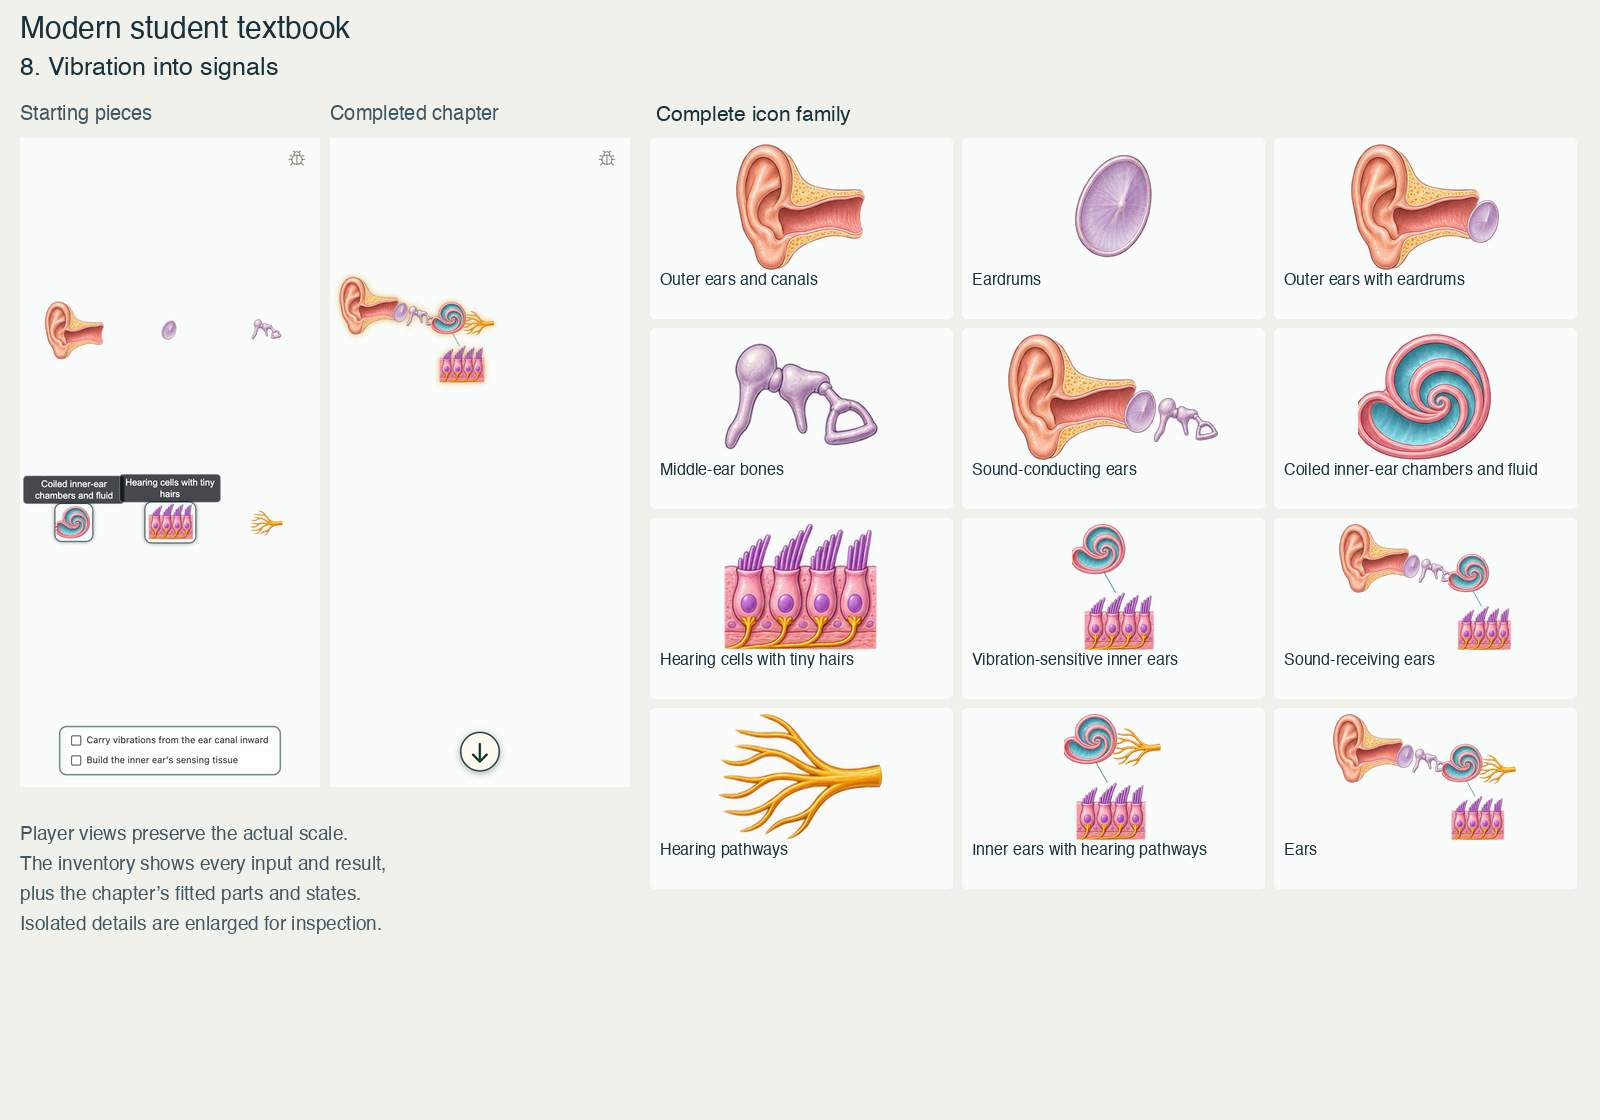 Modern student textbook
8. Vibration into signals
Starting pieces
Completed chapter
Complete icon family
Coiled inner-ear
chambers and fluid
Hearing cells with tiny
hairs
Carry vibrations from the ear canal inward
Build the inner ear's sensing tissue
Outer ears and canals
Eardrums
Outer ears with eardrums
Middle-ear bones
Sound-conducting ears
Coiled inner-ear chambers and fluid
Hearing cells with tiny hairs
Vibration-sensitive inner ears
Sound-receiving ears
Hearing pathways
Inner ears with hearing pathways
Ears
Player views preserve the actual scale.
The inventory shows every input and result,
plus the chapter’s fitted parts and states.
Isolated details are enlarged for inspection.